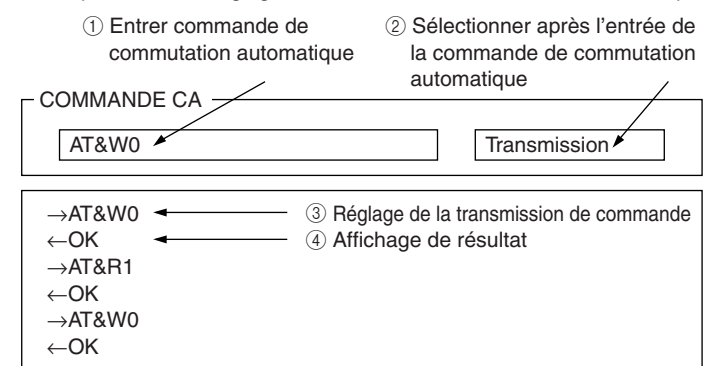 ① Entrer commande de commutation automatique
② Sélectionner après l'entrée de la commande de commutation automatique
COMMANDE CA
AT&W0
Transmission
→AT&W0
③ Réglage de la transmission de commande
←OK
④ Affichage de résultat
→AT&R1
←OK
→AT&W0
←OK